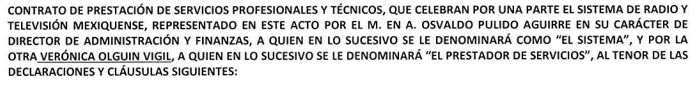 CONTRATO DE PRESTACIÓN DE SERVICIOS PROFESIONALES Y TÉCNICOS, QUE CELEBRAN POR UNA PARTE EL SISTEMA DE RADIO Y
TELEVISIÓN MEXIQUENSE, REPRESENTADO EN ESTE ACTO POR EL M. EN A. OSVALDO PULIDO AGUIRRE EN SU CARÁCTER DE
DIRECTOR DE ADMINISTRACIÓN Y FINANZAS, A QUIEN EN LO SUCESIVO SE LE DENOMINARÁ COMO "EL SISTEMA", Y POR LA
OTRA VERÓNICA OLGUIN VIGIL, A QUIEN EN LO SUCESIVO SE LE DENOMINARÁ "EL PRESTADOR DE SERVICIOS", AL TENOR DE LAS
DECLARACIONES Y CLÁUSULAS SIGUIENTES: